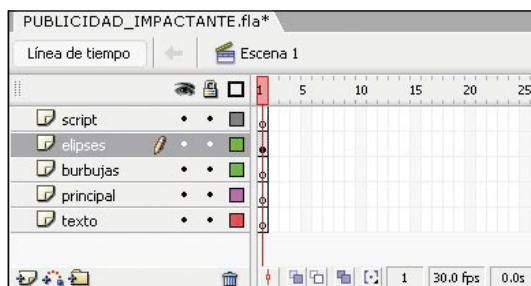 PUBLICIDAD_IMPACTANTE.fla*
Línea de tiempo Escena 1
1 5 10 15 20 25
script
elipses
burbujas
principal
texto
1 30.0 fps 0.0s